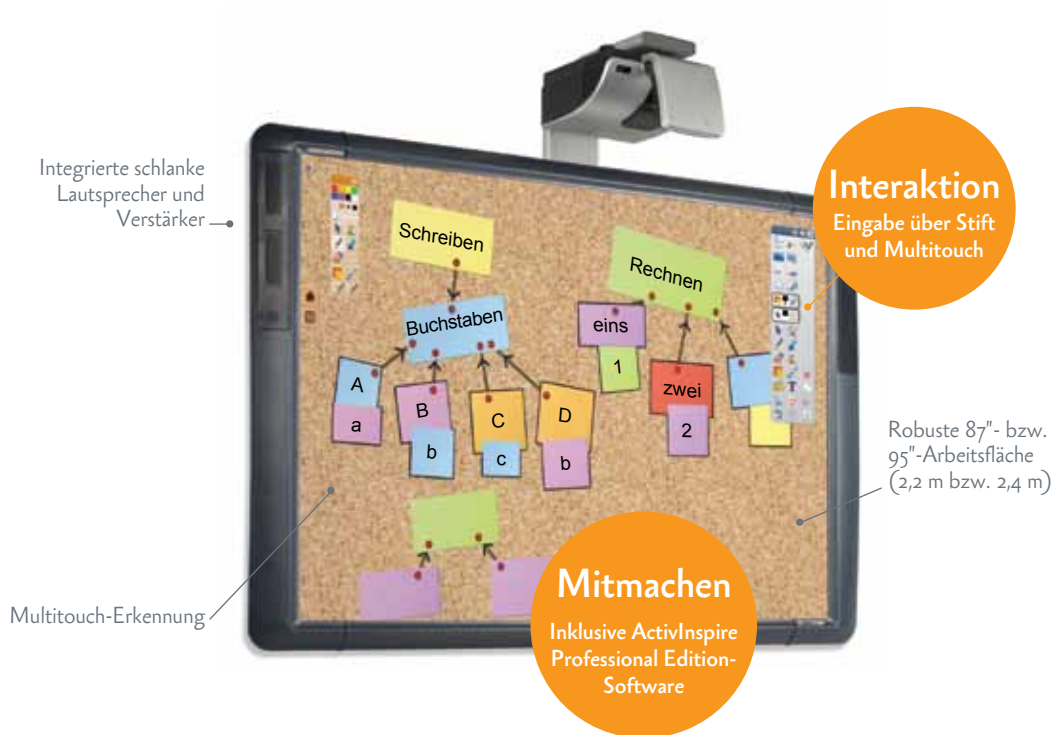 Integrierte schlanke
Lautsprecher und
Verstärker
Interaktion
Eingabe über Stift
und Multitouch
Schreiben
Rechnen
Buchstaben
eins
1
zwei
2
A
a
B
b
C
c
D
b
Robuste 87"- bzw.
95"-Arbeitsfläche
(2,2 m bzw. 2,4 m)
Multitouch-Erkennung
Mitmachen
Inklusive ActivInspire
Professional Edition-
Software